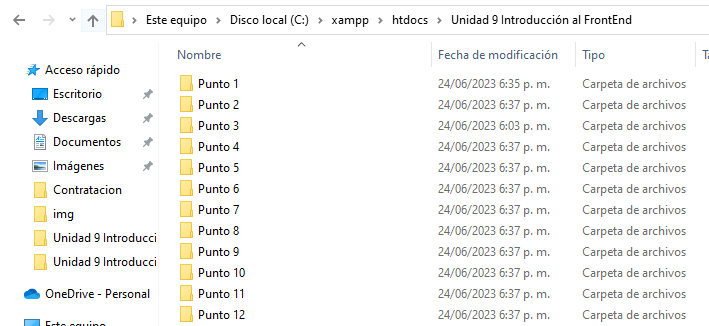 Este equipo > Disco local (C:) > xampp > htdocs > Unidad 9 Introducción al FrontEnd
Nombre Fecha de modificación Tipo
Acceso rápido
Escritorio
Descargas
Documentos
Imágenes
Contratacion
img
Unidad 9 Introducci
Unidad 9 Introducci
OneDrive - Personal
Este equipo
Punto 1 24/06/2023 6:35 p. m. Carpeta de archivos
Punto 2 24/06/2023 6:37 p. m. Carpeta de archivos
Punto 3 24/06/2023 6:03 p. m. Carpeta de archivos
Punto 4 24/06/2023 6:37 p. m. Carpeta de archivos
Punto 5 24/06/2023 6:37 p. m. Carpeta de archivos
Punto 6 24/06/2023 6:37 p. m. Carpeta de archivos
Punto 7 24/06/2023 6:37 p. m. Carpeta de archivos
Punto 8 24/06/2023 6:37 p. m. Carpeta de archivos
Punto 9 24/06/2023 6:37 p. m. Carpeta de archivos
Punto 10 24/06/2023 6:37 p. m. Carpeta de archivos
Punto 11 24/06/2023 6:37 p. m. Carpeta de archivos
Punto 12 24/06/2023 6:37 p. m. Carpeta de archivos